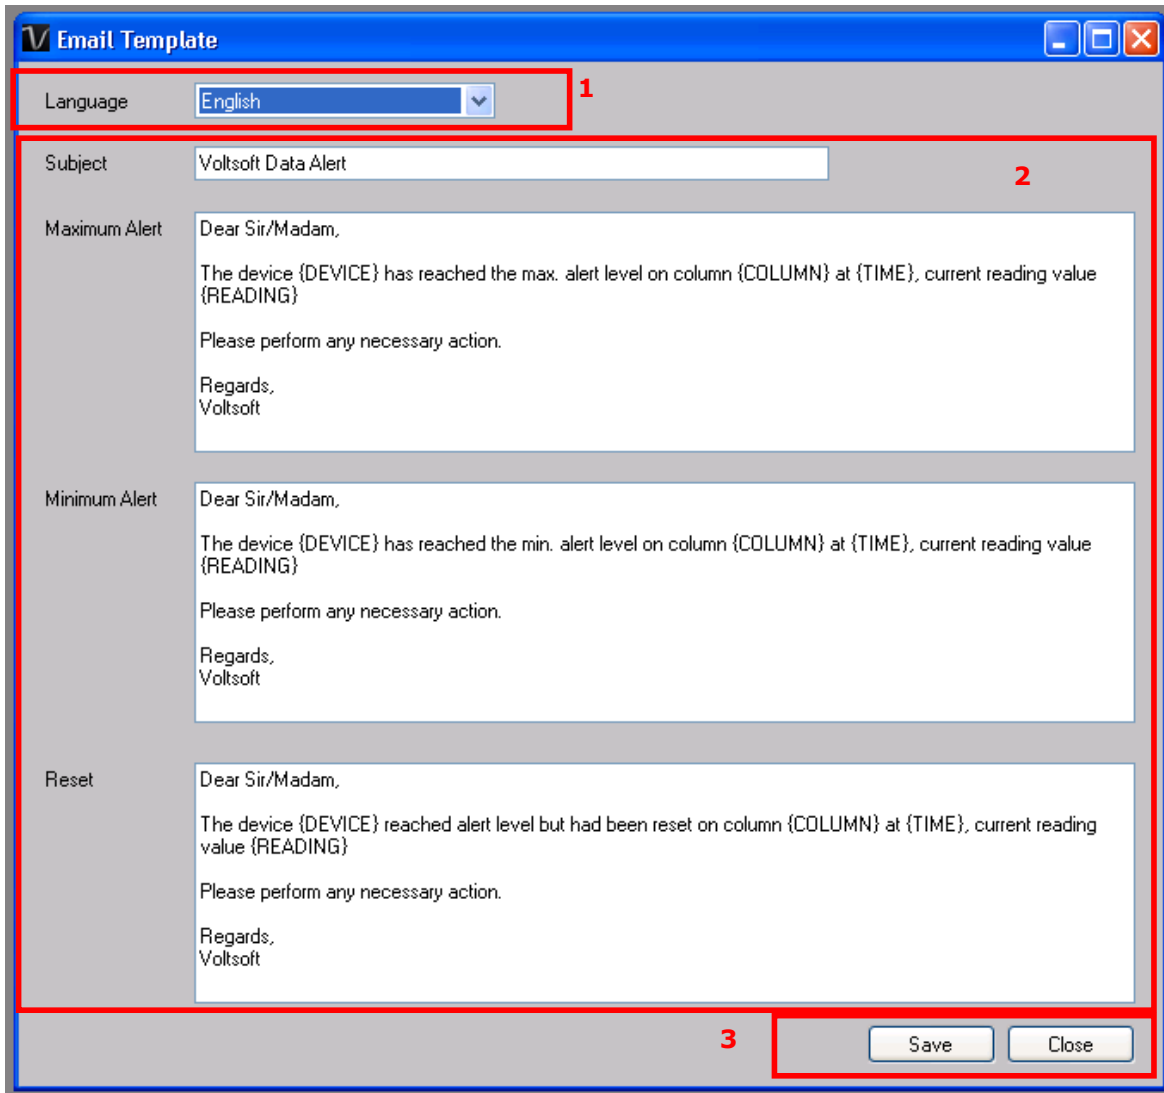 Email Template
Language
English
1
Subject
Voltsoft Data Alert
2
Maximum Alert
Dear Sir/Madam,
The device {DEVICE} has reached the max. alert level on column {COLUMN} at {TIME}, current reading value
{READING}
Please perform any necessary action.
Regards,
Voltsoft
Minimum Alert
Dear Sir/Madam,
The device {DEVICE} has reached the min. alert level on column {COLUMN} at {TIME}, current reading value
{READING}
Please perform any necessary action.
Regards,
Voltsoft
Reset
Dear Sir/Madam,
The device {DEVICE} reached alert level but had been reset on column {COLUMN} at {TIME}, current reading
value {READING}
Please perform any necessary action.
Regards,
Voltsoft
3
Save
Close